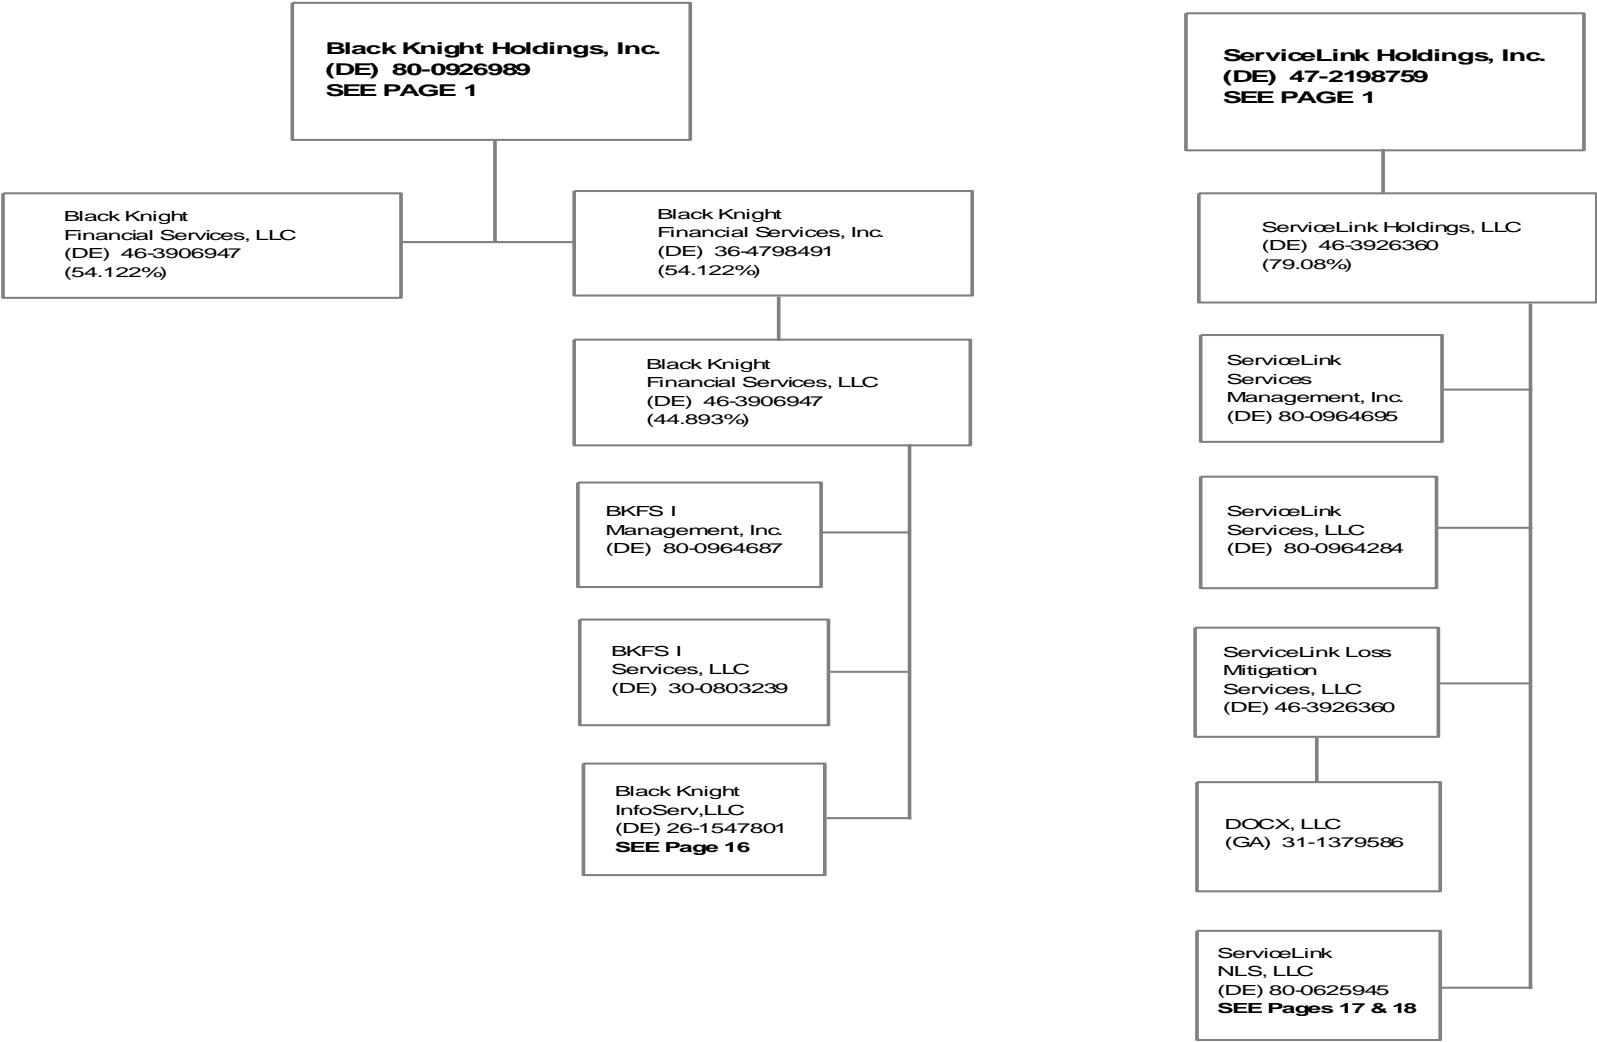 Black Knight Holdings, Inc.
(DE) 80-0926989
SEE PAGE 1
Black Knight
Financial Services, LLC
(DE) 46-3906947
(54.122%)
Black Knight
Financial Services, Inc.
(DE) 36-4798491
(54.122%)
Black Knight
Financial Services, LLC
(DE) 46-3906947
(44.893%)
BKFS I
Management, Inc.
(DE) 80-0964687
BKFS I
Services, LLC
(DE) 30-0803239
Black Knight
InfoServ,LLC
(DE) 26-1547801
SEE Page 16
ServiceLink Holdings, Inc.
(DE) 47-2198759
SEE PAGE 1
ServiceLink Holdings, LLC
(DE) 46-3926360
(79.08%)
ServiceLink
Services
Management, Inc.
(DE) 80-0964695
ServiceLink
Services, LLC
(DE) 80-0964284
ServiceLink Loss
Mitigation
Services, LLC
(DE) 46-3926360
DOCX, LLC
(GA) 31-1379586
ServiceLink
NLS, LLC
(DE) 80-0625945
SEE Pages 17 & 18